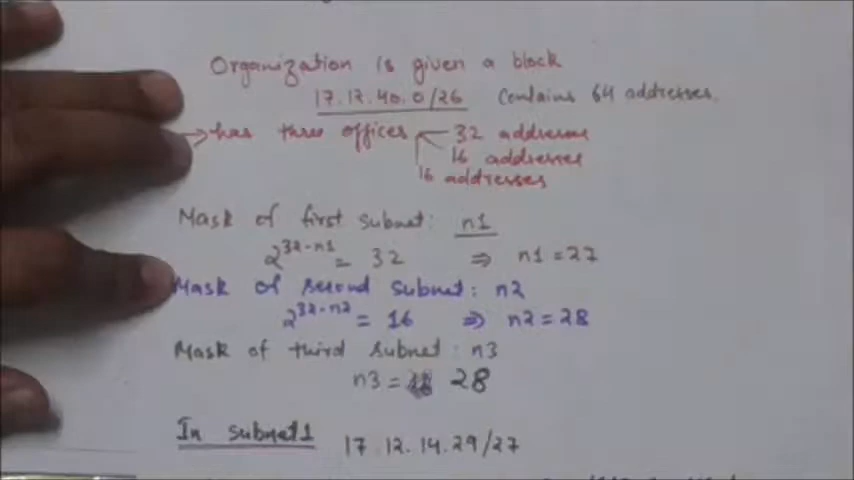 Organization is given a block
17.12.40.0/26 Contains 64 addresses.
has three offices 32 addresses
16 addresses
16 addresses
Mask of first subnet: n1
2^32-n1 = 32 ⇒ n1 = 27
Mask of second subnet: n2
2^32-n2 = 16 ⇒ n2 = 28
Mask of third subnet: n3
n3 = 28
In subnet1 17.12.14.29/27